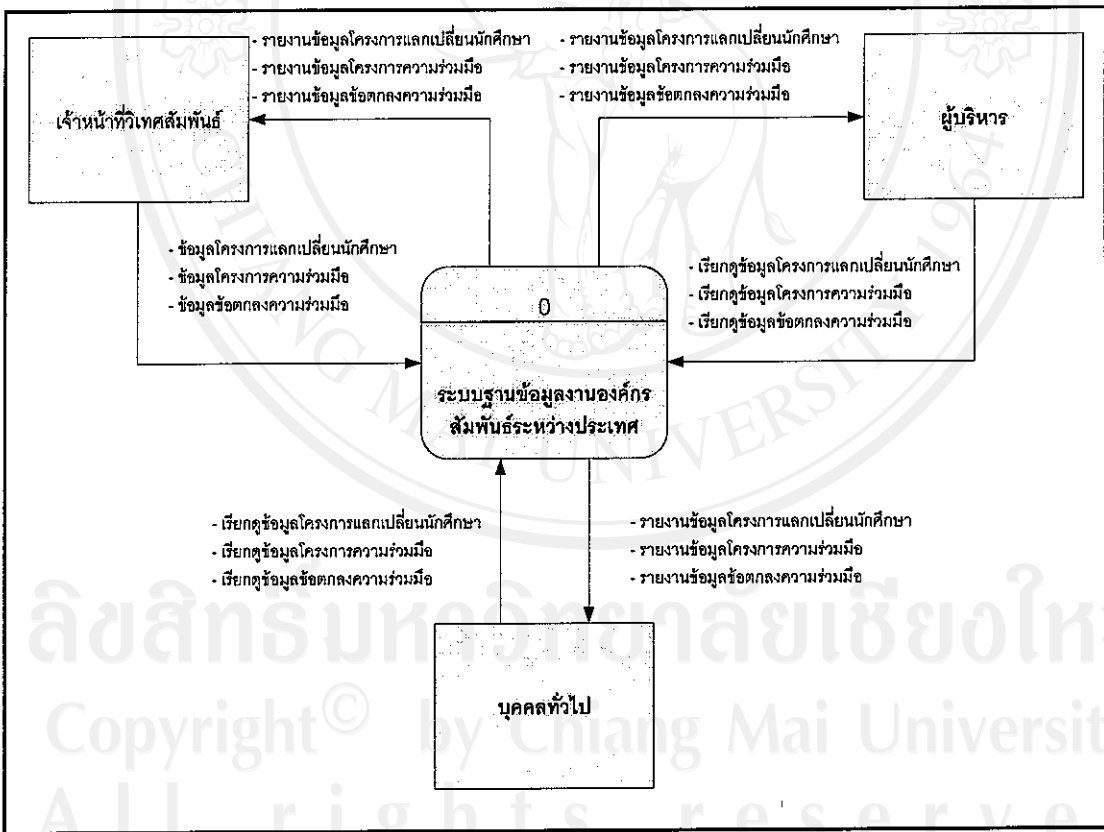 - รายงานข้อมูลโครงการแลกเปลี่ยนนักศึกษา
- รายงานข้อมูลโครงการความร่วมมือ
- รายงานข้อมูลข้อตกลงความร่วมมือ
- รายงานข้อมูลโครงการแลกเปลี่ยนนักศึกษา
- รายงานข้อมูลโครงการความร่วมมือ
- รายงานข้อมูลข้อตกลงความร่วมมือ
เจ้าหน้าที่วิเทศสัมพันธ์
ผู้บริหาร
- ข้อมูลโครงการแลกเปลี่ยนนักศึกษา
- ข้อมูลโครงการความร่วมมือ
- ข้อมูลข้อตกลงความร่วมมือ
- เรียกดูข้อมูลโครงการแลกเปลี่ยนนักศึกษา
- เรียกดูข้อมูลโครงการความร่วมมือ
- เรียกดูข้อมูลข้อตกลงความร่วมมือ
0
ระบบฐานข้อมูลงานองค์กร
สัมพันธ์ระหว่างประเทศ
- เรียกดูข้อมูลโครงการแลกเปลี่ยนนักศึกษา
- เรียกดูข้อมูลโครงการความร่วมมือ
- เรียกดูข้อมูลข้อตกลงความร่วมมือ
- รายงานข้อมูลโครงการแลกเปลี่ยนนักศึกษา
- รายงานข้อมูลโครงการความร่วมมือ
- รายงานข้อมูลข้อตกลงความร่วมมือ
บุคคลทั่วไป
CHIANG MAI UNIVERSITY 1964
ลิขสิทธิ์มหาวิทยาลัยเชียงให
Copyright© by Chiang Mai Universit
All rights reserve